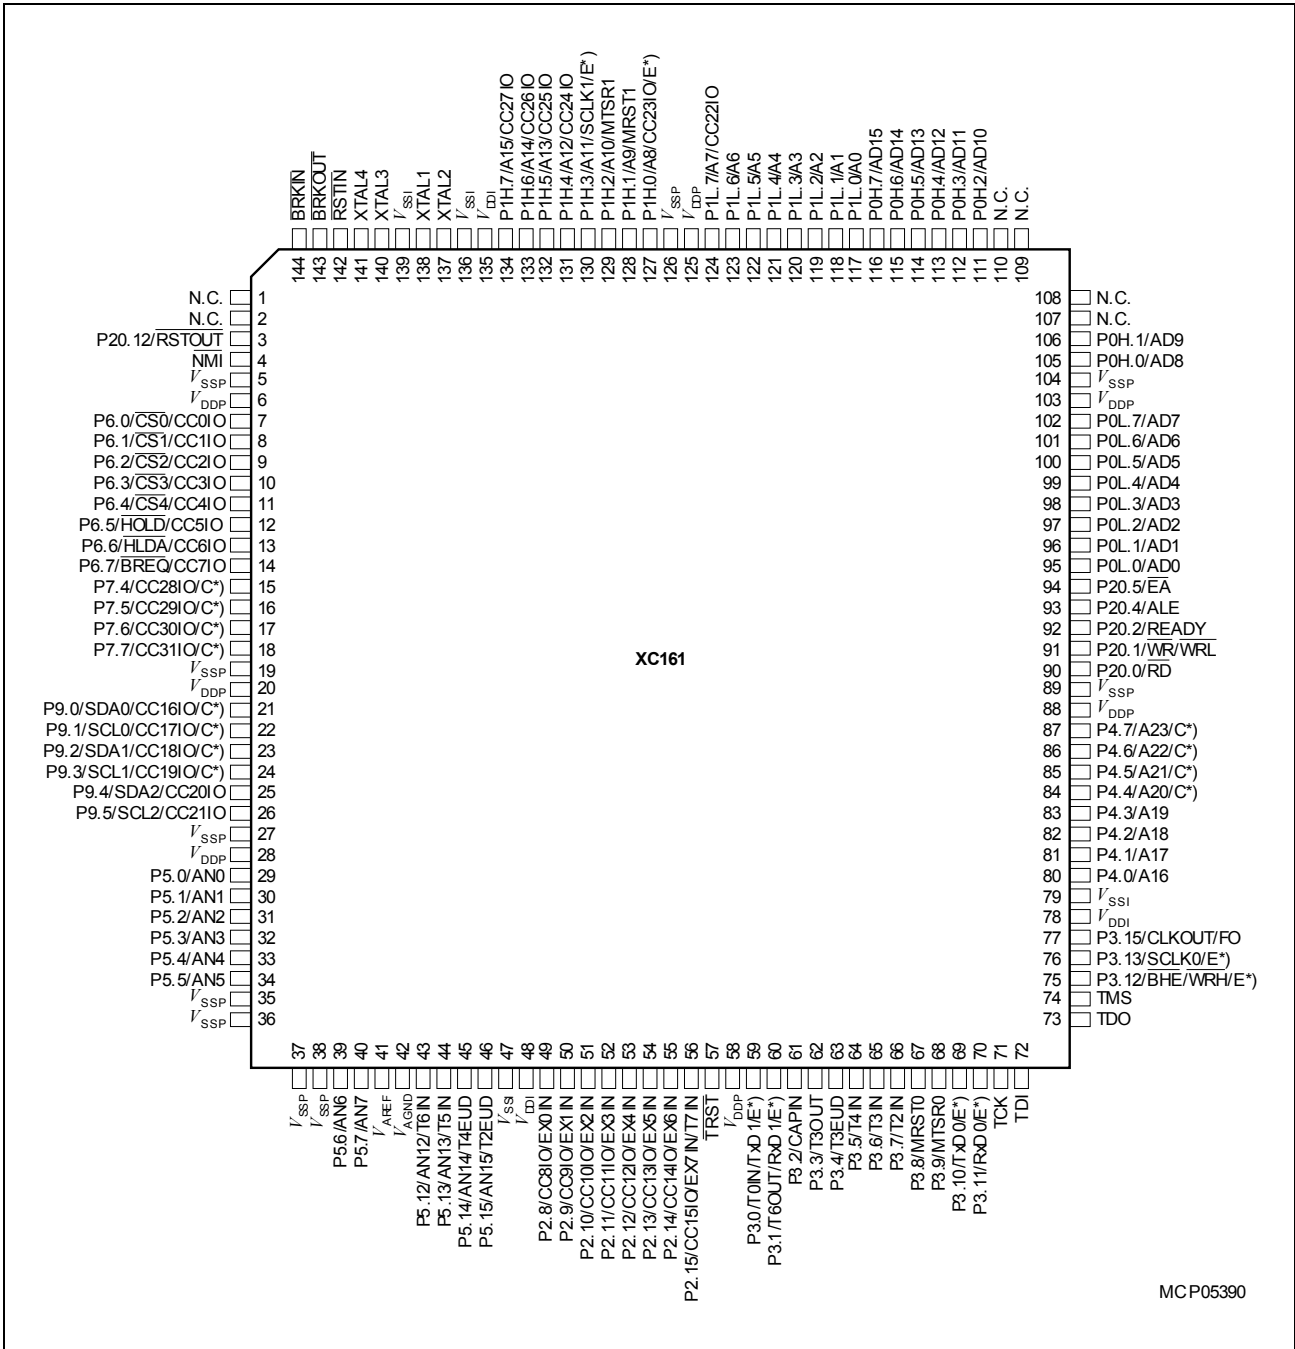 BRKIN
BRKOUT
RSTIN
XTAL4
XTAL3
VSSI
XTAL1
XTAL2
VSSI
VDDI
P1H.7/A15/CC27IO
P1H.6/A14/CC26IO
P1H.5/A13/CC25IO
P1H.4/A12/CC24IO
P1H.3/A11/SCLK1/E*)
P1H.2/A10/MTSR1
P1H.1/A9/MRST1
P1H.0/A8/CC23IO/E*)
VSSP
VDDP
P1L.7/A7/CC22IO
P1L.6/A6
P1L.5/A5
P1L.4/A4
P1L.3/A3
P1L.2/A2
P1L.1/A1
P1L.0/A0
P0H.7/AD15
P0H.6/AD14
P0H.5/AD13
P0H.4/AD12
P0H.3/AD11
P0H.2/AD10
N.C.
N.C.
144
143
142
141
140
139
138
137
136
135
134
133
132
131
130
129
128
127
126
125
124
123
122
121
120
119
118
117
116
115
114
113
112
111
110
109
N.C. 1
N.C. 2
P20.12/RSTOUT 3
NMI 4
VSSP 5
VDDP 6
P6.0/CS0/CC0IO 7
P6.1/CS1/CC1IO 8
P6.2/CS2/CC2IO 9
P6.3/CS3/CC3IO 10
P6.4/CS4/CC4IO 11
P6.5/HOLD/CC5IO 12
P6.6/HLDA/CC6IO 13
P6.7/BREQ/CC7IO 14
P7.4/CC28IO/C*) 15
P7.5/CC29IO/C*) 16
P7.6/CC30IO/C*) 17
P7.7/CC31IO/C*) 18
VSSP 19
VDDP 20
P9.0/SDA0/CC16IO/C*) 21
P9.1/SCL0/CC17IO/C*) 22
P9.2/SDA1/CC18IO/C*) 23
P9.3/SCL1/CC19IO/C*) 24
P9.4/SDA2/CC20IO 25
P9.5/SCL2/CC21IO 26
VSSP 27
VDDP 28
P5.0/AN0 29
P5.1/AN1 30
P5.2/AN2 31
P5.3/AN3 32
P5.4/AN4 33
P5.5/AN5 34
VSSP 35
VSSP 36
XC161
108 N.C.
107 N.C.
106 P0H.1/AD9
105 P0H.0/AD8
104 VSSP
103 VDDP
102 P0L.7/AD7
101 P0L.6/AD6
100 P0L.5/AD5
99 P0L.4/AD4
98 P0L.3/AD3
97 P0L.2/AD2
96 P0L.1/AD1
95 P0L.0/AD0
94 P20.5/EA
93 P20.4/ALE
92 P20.2/READY
91 P20.1/WR/WRL
90 P20.0/RD
89 VSSP
88 VDDP
87 P4.7/A23/C*)
86 P4.6/A22/C*)
85 P4.5/A21/C*)
84 P4.4/A20/C*)
83 P4.3/A19
82 P4.2/A18
81 P4.1/A17
80 P4.0/A16
79 VSSI
78 VDDI
77 P3.15/CLKOUT/FO
76 P3.13/SCLK0/E*)
75 P3.12/BHE/WRH/E*)
74 TMS
73 TDO
37
38
39
40
41
42
43
44
45
46
47
48
49
50
51
52
53
54
55
56
57
58
59
60
61
62
63
64
65
66
67
68
69
70
71
72
VSSP
VSSP
P5.6/AN6
P5.7/AN7
VAREF
VAGND
P5.12/AN12/T6IN
P5.13/AN13/T5IN
P5.14/AN14/T4EUD
P5.15/AN15/T2EUD
VSSI
VDDI
P2.8/CC8IO/EX0IN
P2.9/CC9IO/EX1IN
P2.10/CC10IO/EX2IN
P2.11/CC11IO/EX3IN
P2.12/CC12IO/EX4IN
P2.13/CC13IO/EX5IN
P2.14/CC14IO/EX6IN
P2.15/CC15IO/EX7IN/T7IN
TRST
VDDP
P3.0/T0IN/TxD1/E*)
P3.1/T6OUT/RxD1/E*)
P3.2/CAPIN
P3.3/T3OUT
P3.4/T3EUD
P3.5/T4IN
P3.6/T3IN
P3.7/T2IN
P3.8/MRST0
P3.9/MTSR0
P3.10/TxD0/E*)
P3.11/RxD0/E*)
TCK
TDI
MCP05390